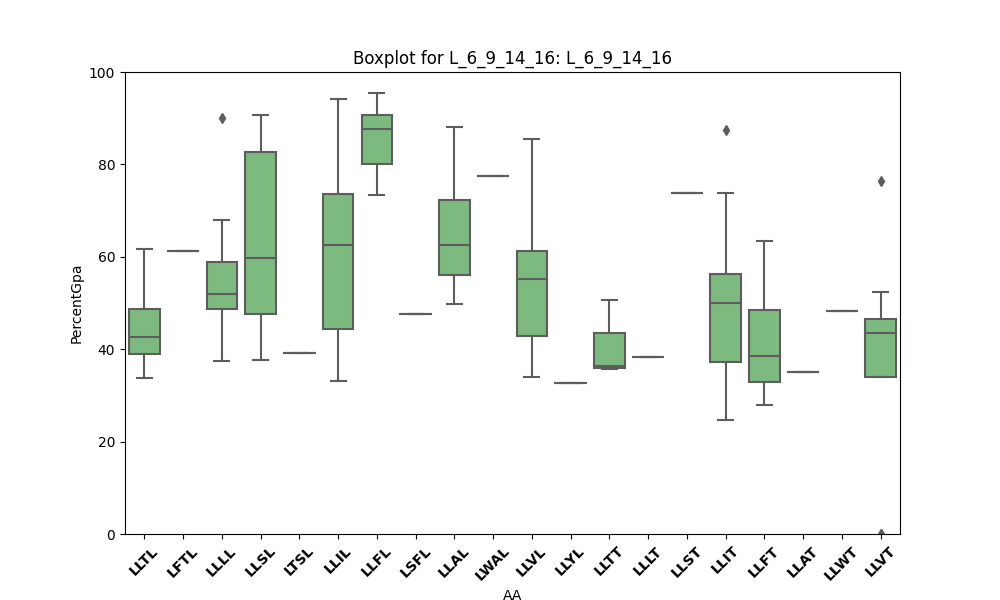 Boxplot for L_6_9_14_16: L_6_9_14_16
100
80
60
40
20
0
PercentGpa
LLTL LFTL LLLL LLSL LTSL LLIL LLFL LSFL LLAL LWAL LLVL LLYL LLTT LLLT LLST LLIT LLFT LLAT LLWT LLVT
AA